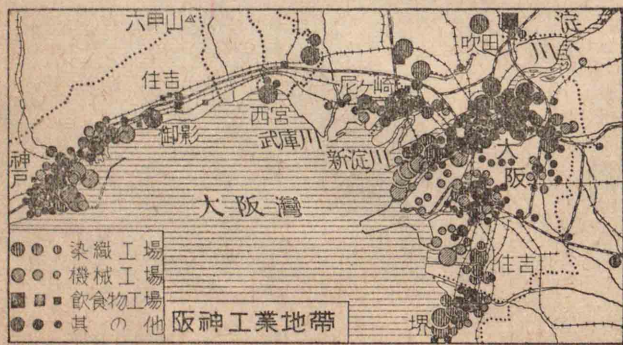 六甲山
吹田
淀
川
住吉
尼ヶ崎
西宮
御影
武庫川
新淀川
神戸
大阪
大阪灣
住吉
堺
染織工場
機械工場
飲食物工場
其の他
阪神工業地帶